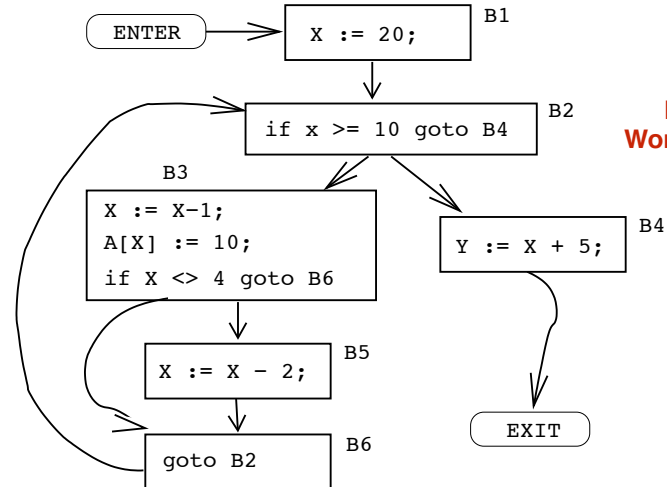 ENTER
X := 20;
B1
if x >= 10 goto B4
B2
B3
X := X-1;
A[X] := 10;
if X <> 4 goto B6
Y := X + 5;
B4
X := X - 2;
B5
EXIT
goto B2
B6